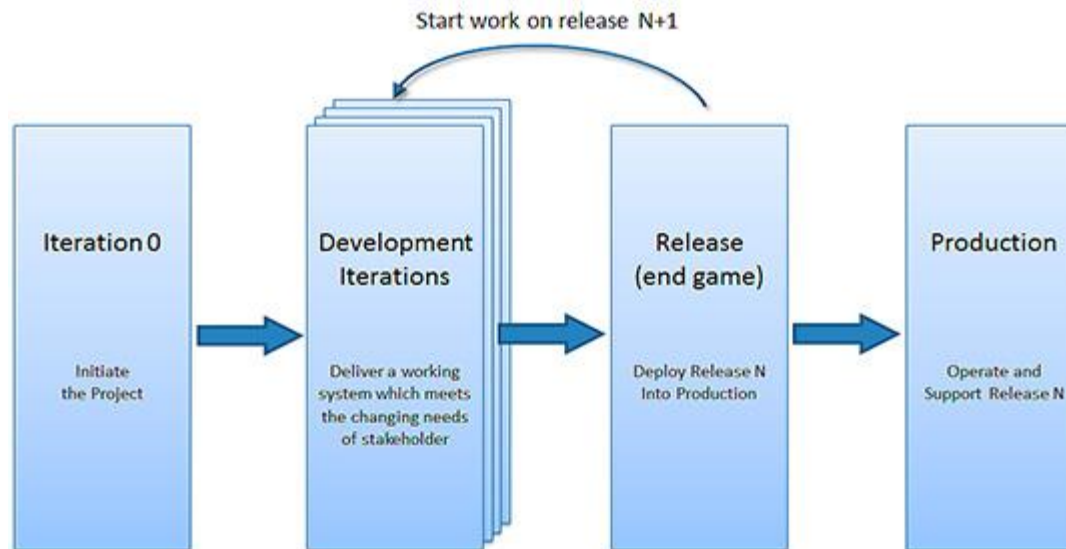 Start work on release N+1
Iteration 0
Initiate
the Project
Development
Iterations
Deliver a working
system which meets
the changing needs
of stakeholder
Release
(end game)
Deploy Release N
Into Production
Production
Operate and
Support Release N